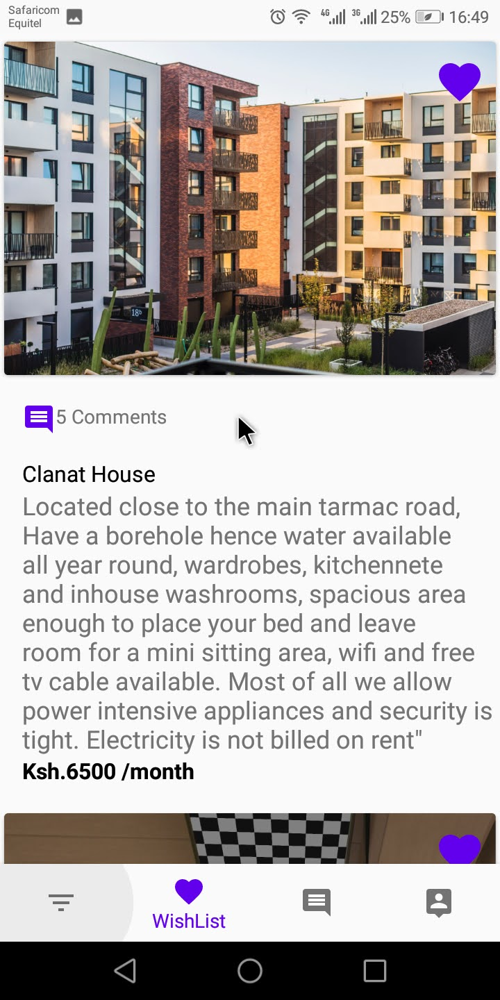 Safaricom
Equitel
4G
3G
25%
16:49
18b
5 Comments
Clanat House
Located close to the main tarmac road,
Have a borehole hence water available
all year round, wardrobes, kitchennete
and inhouse washrooms, spacious area
enough to place your bed and leave
room for a mini sitting area, wifi and free
tv cable available. Most of all we allow
power intensive appliances and security is
tight. Electricity is not billed on rent"
Ksh.6500 /month
WishList